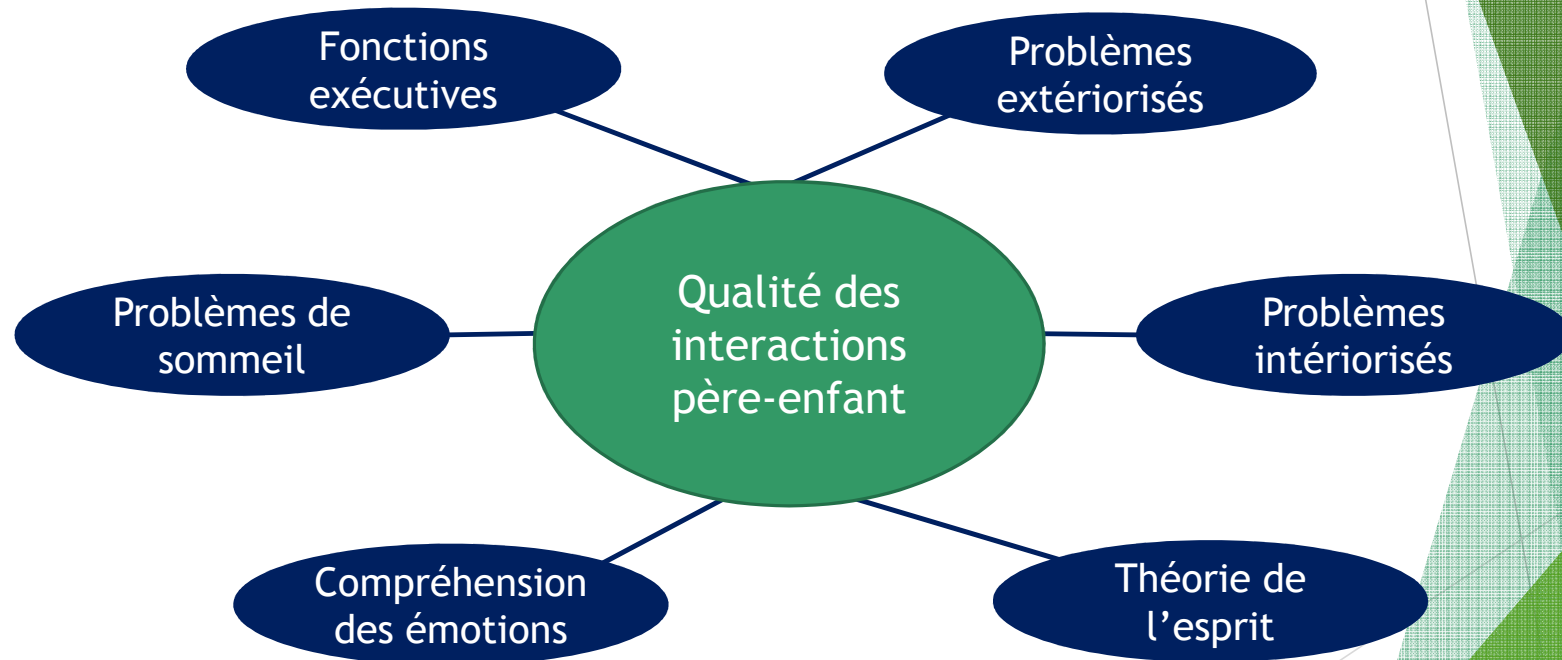 Fonctions
exécutives
Problèmes
extériorisés
Qualité des
interactions
père-enfant
Problèmes de
sommeil
Problèmes
intériorisés
Compréhension
des émotions
Théorie de
l’esprit